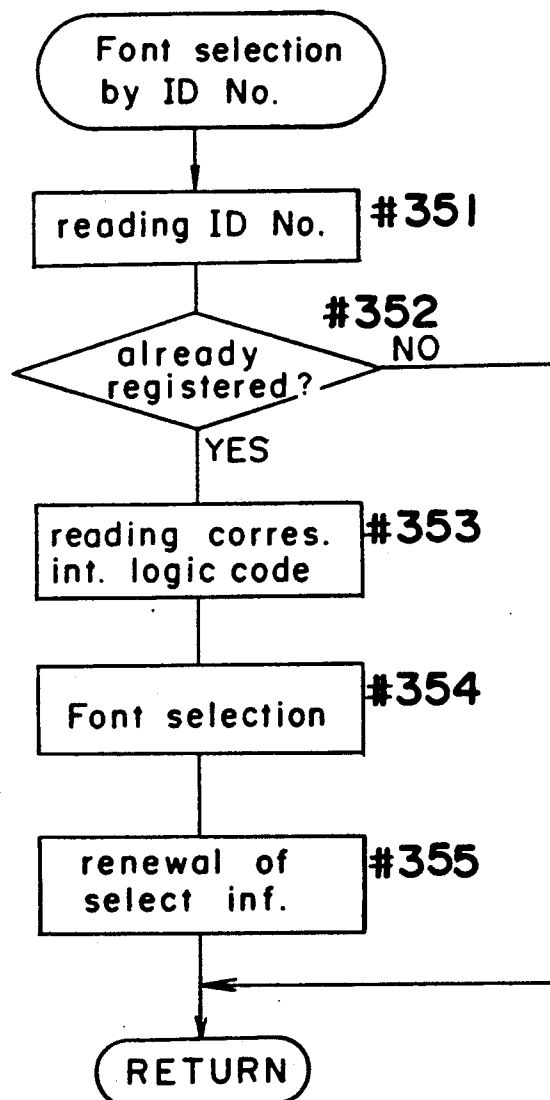 Font selection
by ID No.
reading ID No.
#351
#352
already
registered?
NO
YES
reading corres.
int. logic code
#353
Font selection
#354
renewal of
select inf.
#355
RETURN